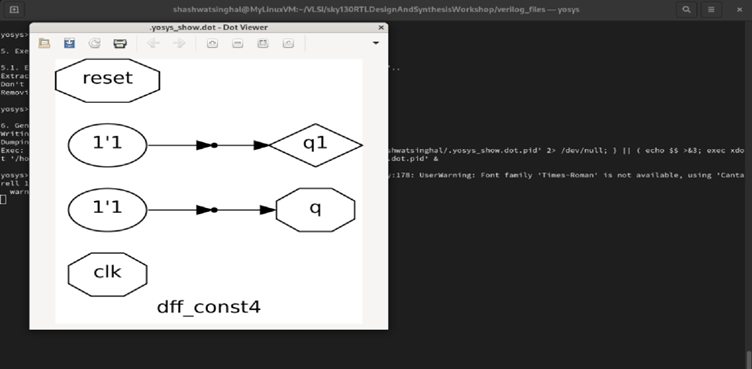 shashwatsinghal@MyLinuxVM:~/VLSI/sky130RTLDesignAndSynthesisWorkshop/verilog_files — yosys
.yosys_show.dot - Dot Viewer
yosys>
5. Exe
5.1. E
Extrac
Don't
Removi
yosys>
6. Gen
Writin
Dumpin
Exec: hwatsinghal/.yosys_show.dot.pid' 2> /dev/null; } || ( echo $$ >&3; exec xdo
t '/ho dot.pid' &
yosys> y:178: UserWarning: Font family 'Times-Roman' is not available, using 'Canta
rell 1
warn
reset
1'1 q1
1'1 q
clk
dff_const4